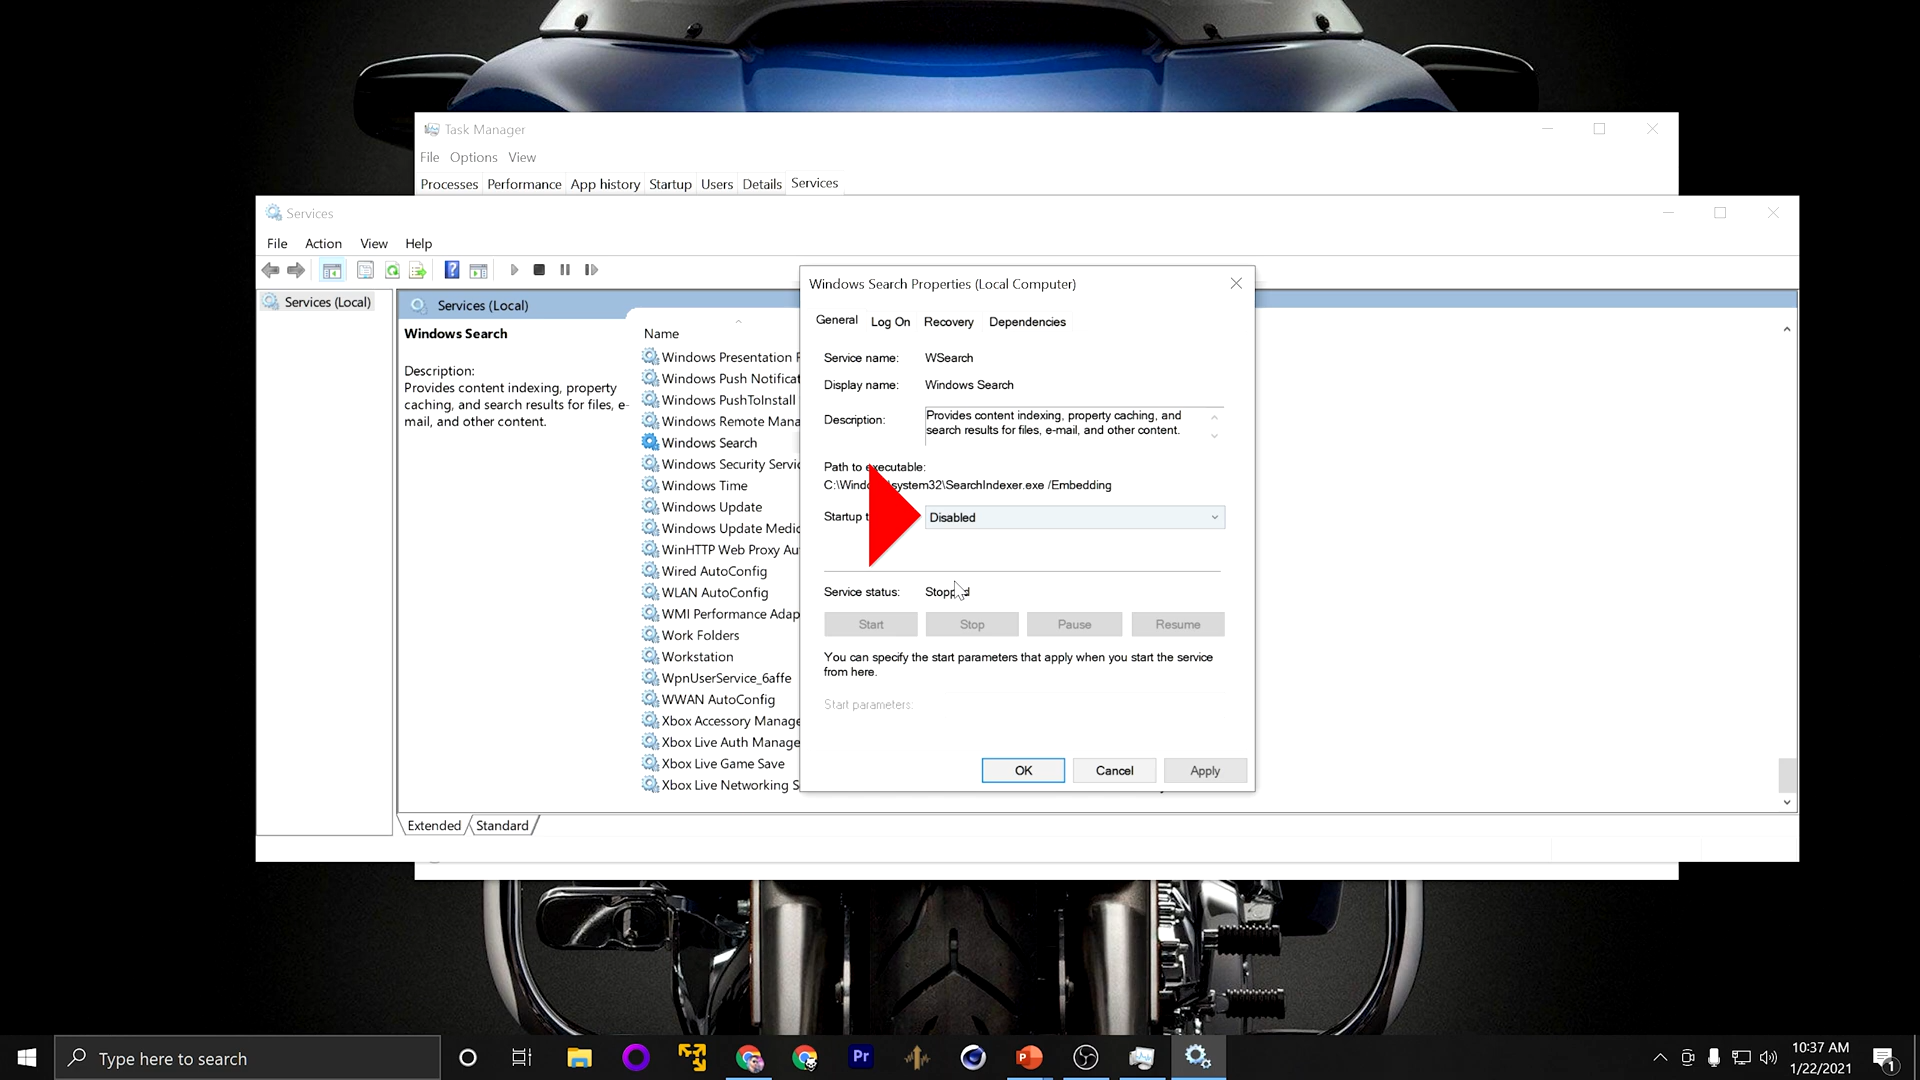 Task Manager
File Options View
Processes Performance App history Startup Users Details Services
Services
File Action View Help
Services (Local)
Services (Local)
Windows Search
Description:
Provides content indexing, property
caching, and search results for files, e-
mail, and other content.
Name
Windows Presentation F
Windows Push Notificat
Windows PushToInstall
Windows Remote Mana
Windows Search
Windows Security Servic
Windows Time
Windows Update
Windows Update Medic
WinHTTP Web Proxy Au
Wired AutoConfig
WLAN AutoConfig
WMI Performance Adap
Work Folders
Workstation
WpnUserService_6affe
WWAN AutoConfig
Xbox Accessory Manage
Xbox Live Auth Manage
Xbox Live Game Save
Xbox Live Networking S
Extended Standard
Windows Search Properties (Local Computer)
General Log On Recovery Dependencies
Service name: WSearch
Display name: Windows Search
Description: Provides content indexing, property caching, and
search results for files, e-mail, and other content.
Path to executable:
C:\Windo system32\SearchIndexer.exe /Embedding
Startup t Disabled
Service status: Stopped
Start Stop Pause Resume
You can specify the start parameters that apply when you start the service
from here.
Start parameters:
OK Cancel Apply
Type here to search
Pr
P
10:37 AM
1/22/2021
1